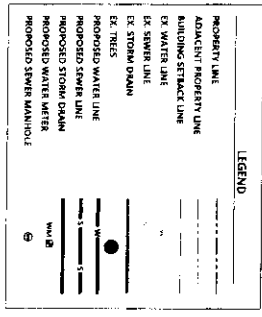 LEGEND
PROPERTY LINE
ADJACENT PROPERTY LINE
BUILDING SETBACK LINE
EX. WATER LINE
EX. SEWER LINE
EX. STORM DRAIN
EX. TREES
PROPOSED WATER LINE W
PROPOSED SEWER LINE S S
PROPOSED STORM DRAIN
PROPOSED WATER METER WM
PROPOSED SEWER MANHOLE